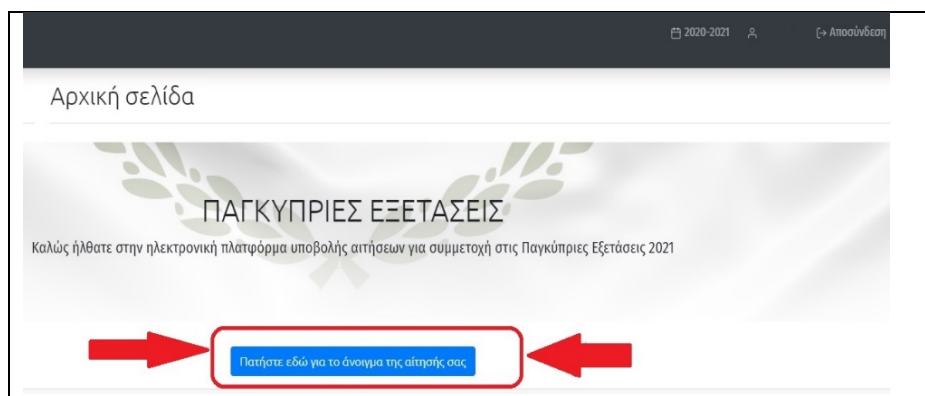 2020-2021 Αποσύνδεση
Αρχική σελίδα
ΠΑΓΚΥΠΡΙΕΣ ΕΞΕΤΑΣΕΙΣ
Καλώς ήλθατε στην ηλεκτρονική πλατφόρμα υποβολής αιτήσεων για συμμετοχή στις Παγκύπριες Εξετάσεις 2021
Πατήστε εδώ για το άνοιγμα της αίτησής σας